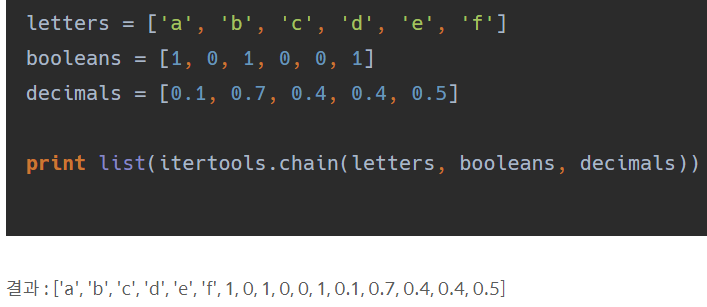 letters = ['a', 'b', 'c', 'd', 'e', 'f']
booleans = [1, 0, 1, 0, 0, 1]
decimals = [0.1, 0.7, 0.4, 0.4, 0.5]
print list(itertools.chain(letters, booleans, decimals))
결과 : ['a', 'b', 'c', 'd', 'e', 'f', 1, 0, 1, 0, 0, 1, 0.1, 0.7, 0.4, 0.4, 0.5]